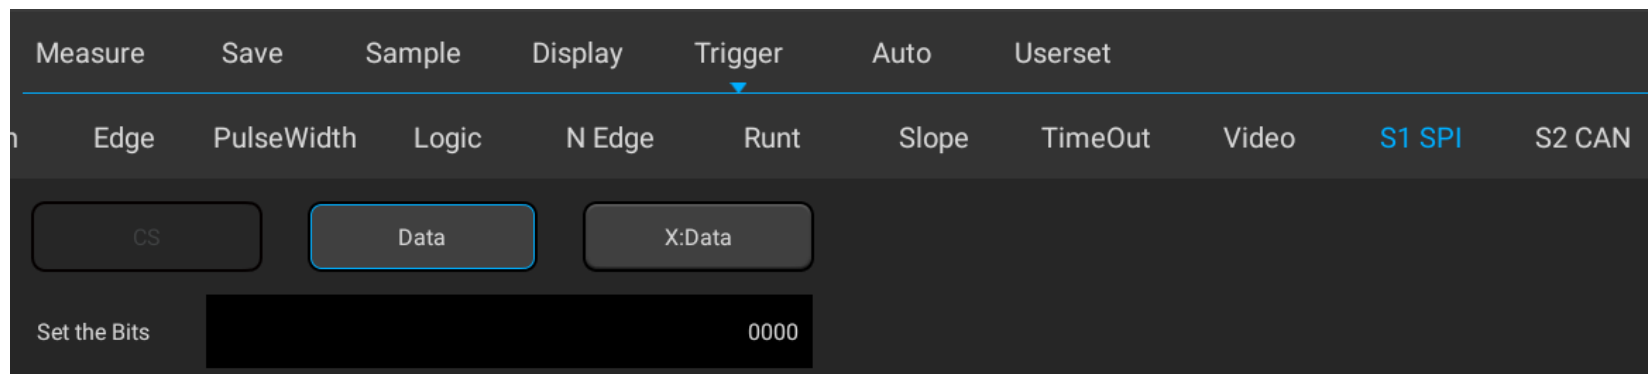 Measure Save Sample Display Trigger Auto Userset
Edge PulseWidth Logic N Edge Runt Slope TimeOut Video S1 SPI S2 CAN
CS Data X:Data
Set the Bits 0000